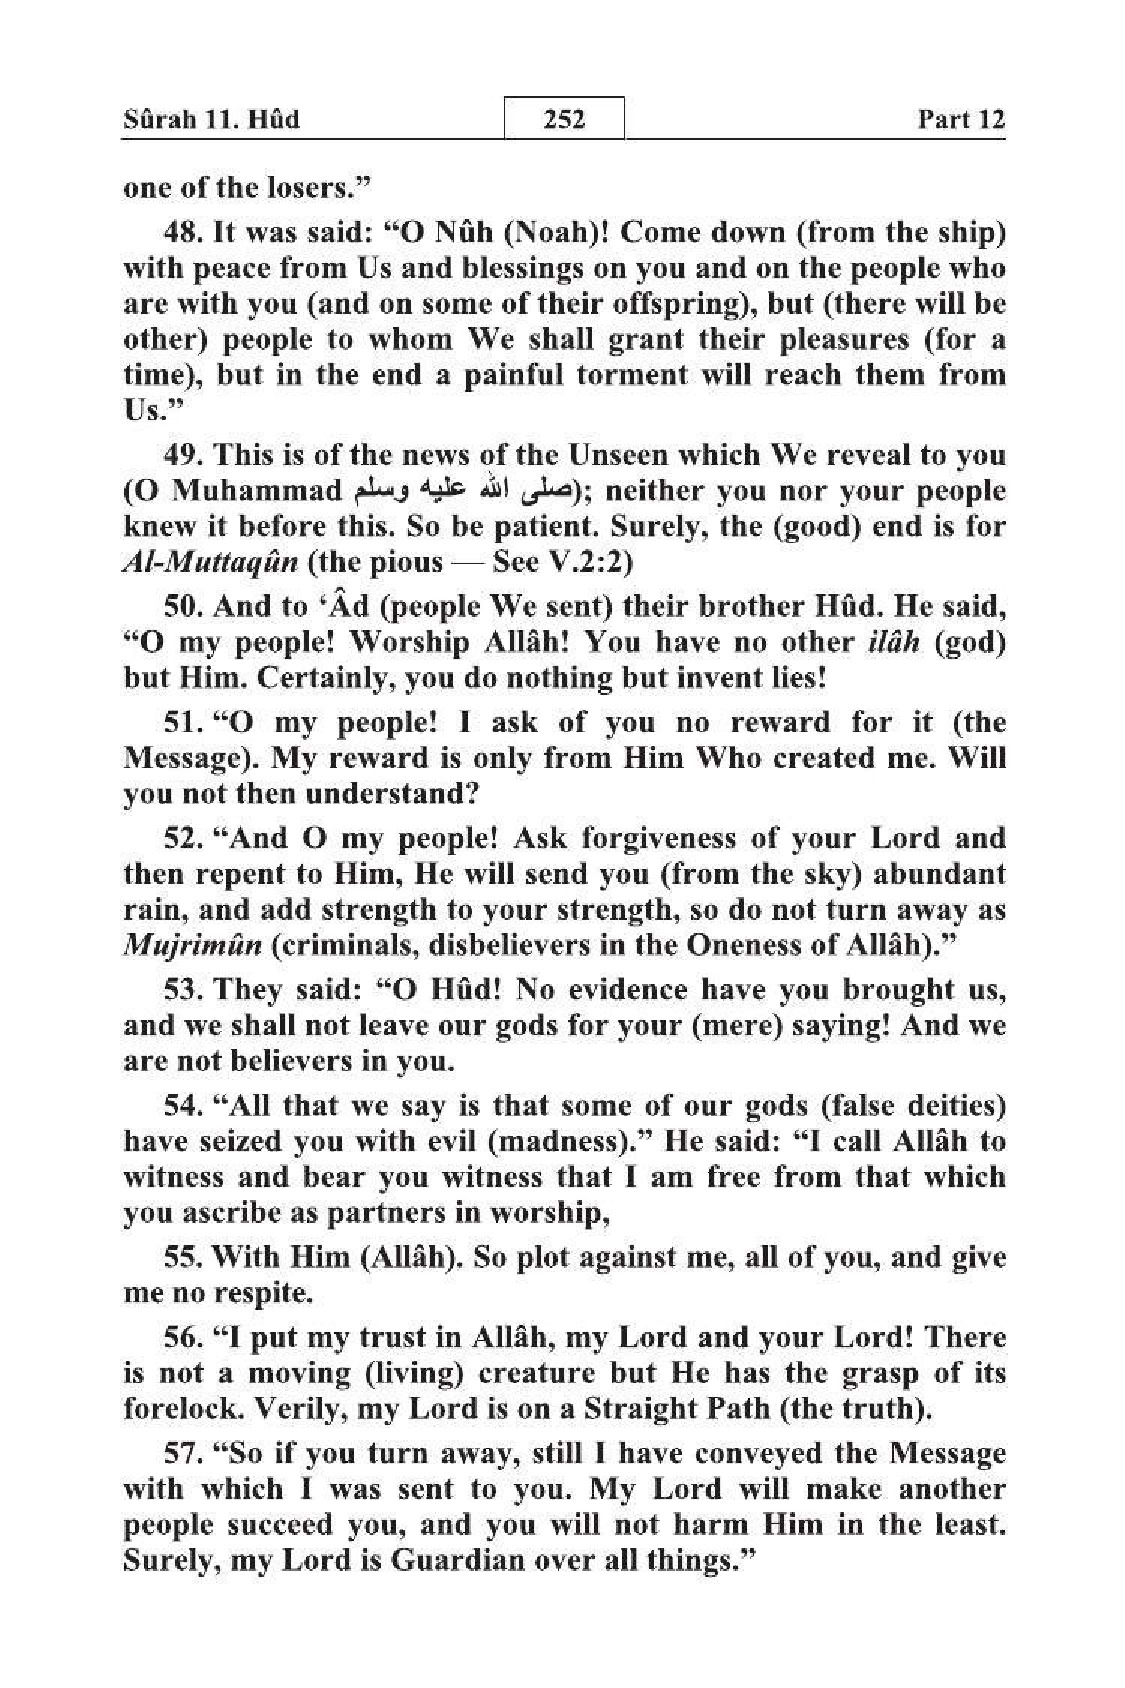 Sûrah 11. Hûd 252 Part 12
one of the losers.”
48. It was said: “O Nûh (Noah)! Come down (from the ship)
with peace from Us and blessings on you and on the people who
are with you (and on some of their offspring), but (there will be
other) people to whom We shall grant their pleasures (for a
time), but in the end a painful torment will reach them from
Us.”
49. This is of the news of the Unseen which We reveal to you
(O Muhammad صلى الله عليه وسلم); neither you nor your people
knew it before this. So be patient. Surely, the (good) end is for
Al-Muttaqûn (the pious — See V.2:2)
50. And to ‘Âd (people We sent) their brother Hûd. He said,
“O my people! Worship Allâh! You have no other ilâh (god)
but Him. Certainly, you do nothing but invent lies!
51. “O my people! I ask of you no reward for it (the
Message). My reward is only from Him Who created me. Will
you not then understand?
52. “And O my people! Ask forgiveness of your Lord and
then repent to Him, He will send you (from the sky) abundant
rain, and add strength to your strength, so do not turn away as
Mujrimûn (criminals, disbelievers in the Oneness of Allâh).”
53. They said: “O Hûd! No evidence have you brought us,
and we shall not leave our gods for your (mere) saying! And we
are not believers in you.
54. “All that we say is that some of our gods (false deities)
have seized you with evil (madness).” He said: “I call Allâh to
witness and bear you witness that I am free from that which
you ascribe as partners in worship,
55. With Him (Allâh). So plot against me, all of you, and give
me no respite.
56. “I put my trust in Allâh, my Lord and your Lord! There
is not a moving (living) creature but He has the grasp of its
forelock. Verily, my Lord is on a Straight Path (the truth).
57. “So if you turn away, still I have conveyed the Message
with which I was sent to you. My Lord will make another
people succeed you, and you will not harm Him in the least.
Surely, my Lord is Guardian over all things.”